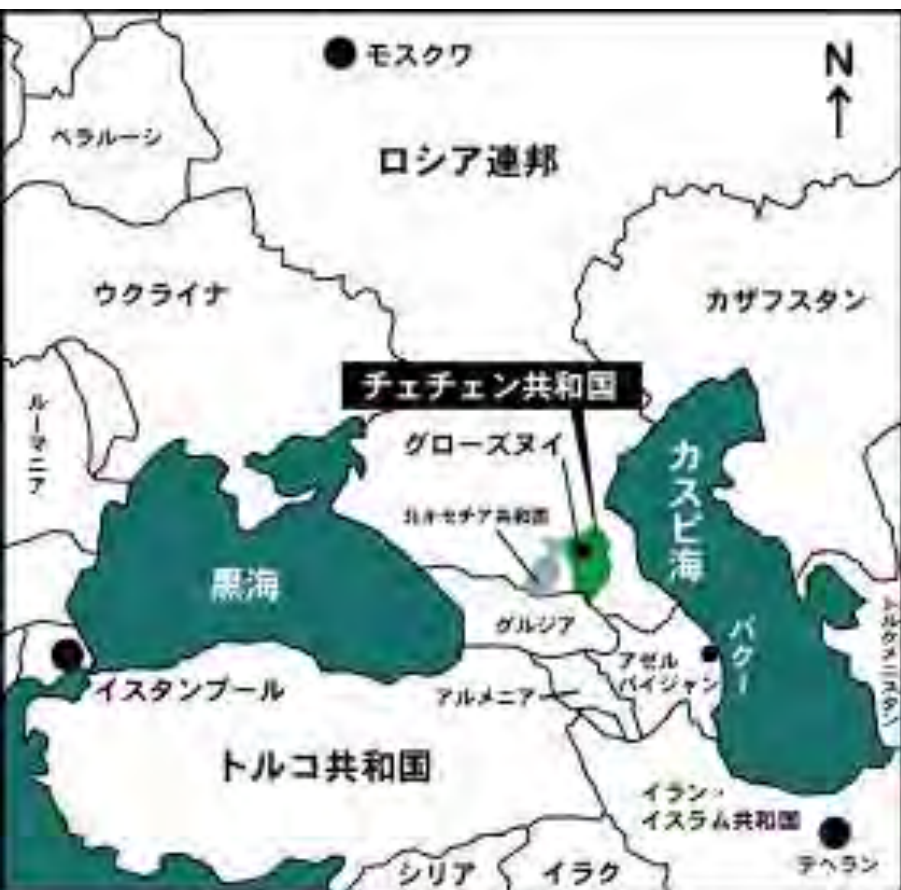 モスクワ
N
ベラルーシ
ロシア連邦
ウクライナ
カザフスタン
チェチェン共和国
ルーマニア
グローズヌイ
カスピ海
北オセチア共和国
黒海
グルジア
トルクメニスタン
バクー
アゼル
バイジャン
イスタンブール
アルメニア
トルコ共和国
イラン・
イスラム共和国
テヘラン
シリア
イラク